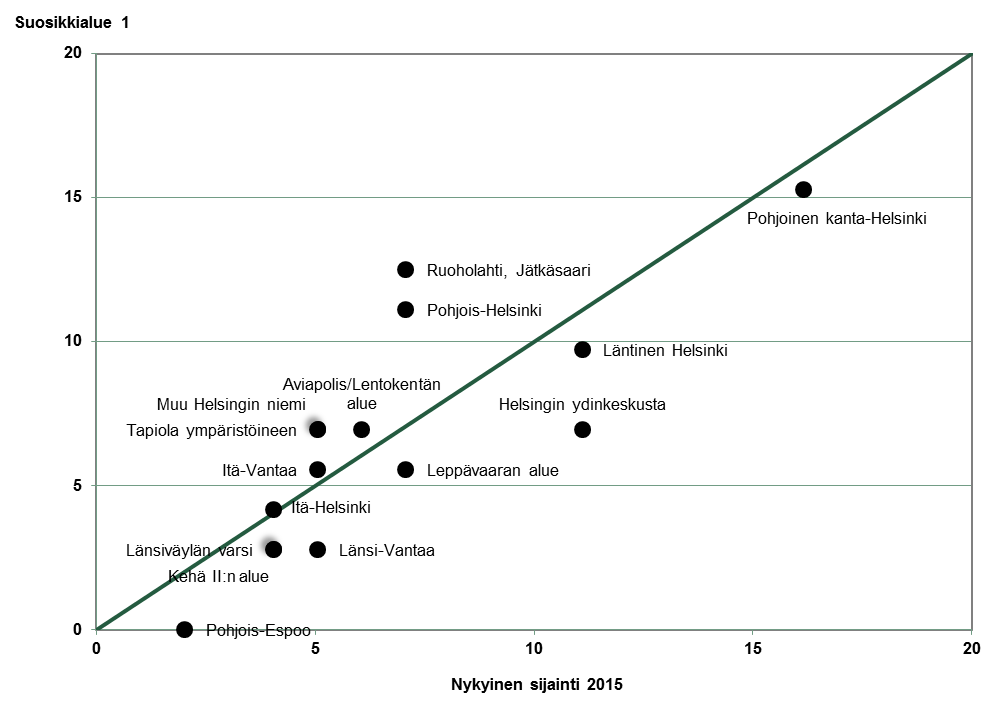 Suosikkialue 1
20
15
Pohjoinen kanta-Helsinki
Ruoholahti, Jätkäsaari
Pohjois-Helsinki
10
Läntinen Helsinki
Aviapolis/Lentokentän
alue
Muu Helsingin niemi
Helsingin ydinkeskusta
Tapiola ympäristöineen
Itä-Vantaa
Leppävaaran alue
5
Itä-Helsinki
Länsiväylän varsi
Länsi-Vantaa
Kehä II:n alue
0
Pohjois-Espoo
0
5
10
15
20
Nykyinen sijainti 2015